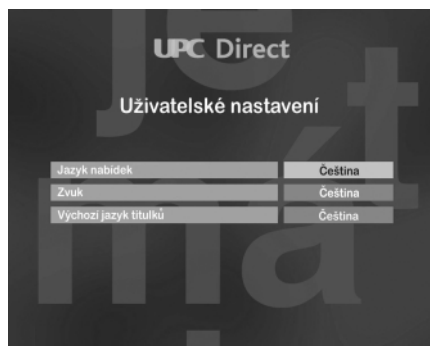 UPC Direct
Uživatelské nastavení
Jazyk nabídek Čeština
Zvuk Čeština
Výchozí jazyk titulků Čeština